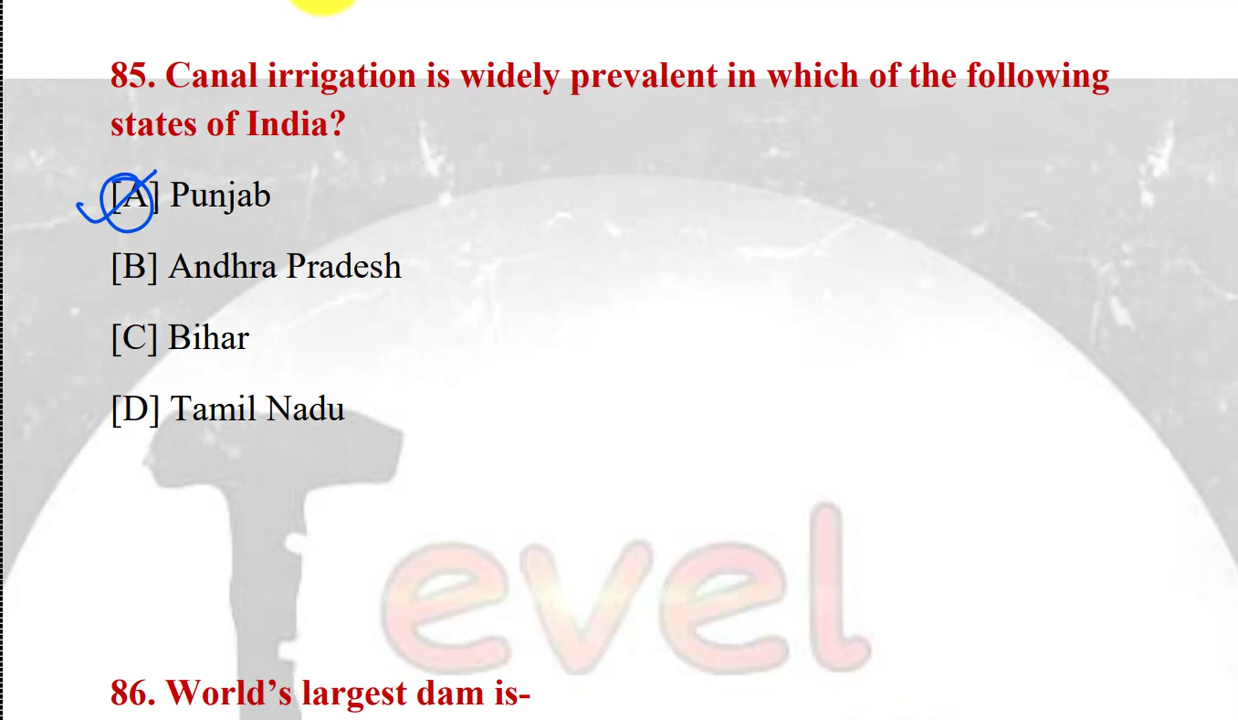 85. Canal irrigation is widely prevalent in which of the following
states of India?
[A] Punjab
[B] Andhra Pradesh
[C] Bihar
[D] Tamil Nadu
evel
86. World’s largest dam is-